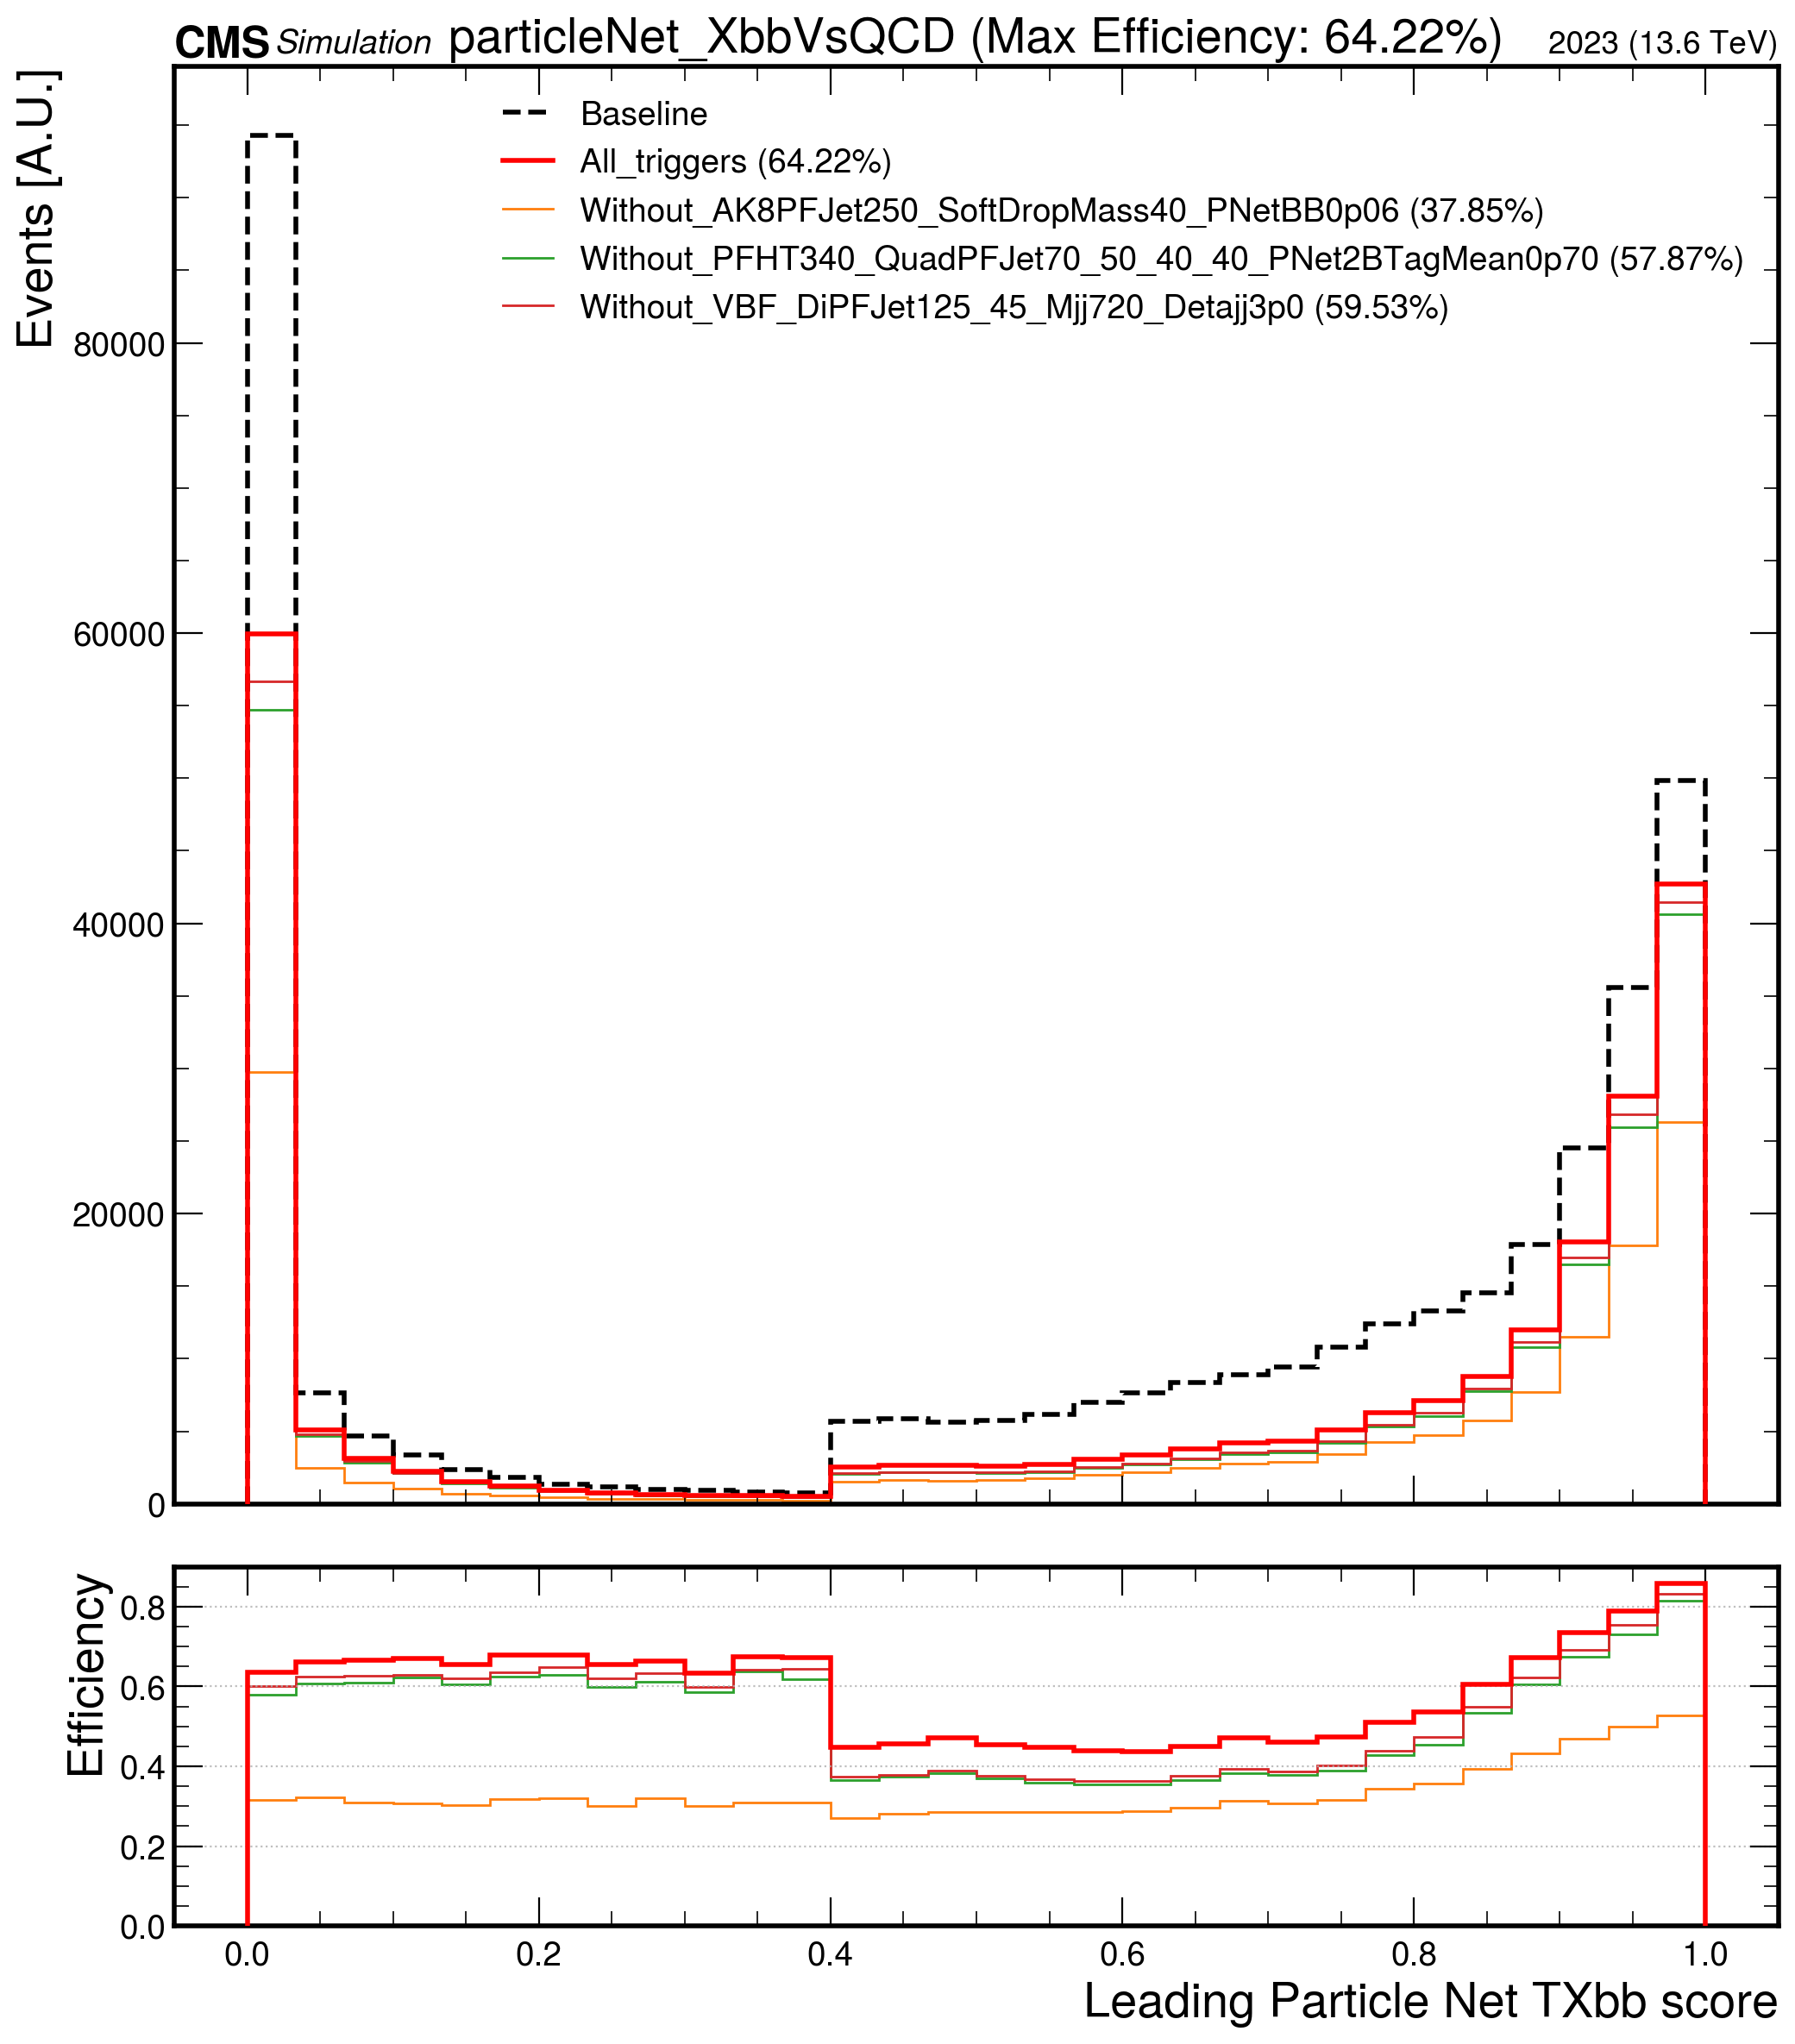 CMS Simulation particleNet_XbbVsQCD (Max Efficiency: 64.22%) 2023 (13.6 TeV)
Events [A.U.]
Baseline
All_triggers (64.22%)
Without_AK8PFJet250_SoftDropMass40_PNetBB0p06 (37.85%)
Without_PFHT340_QuadPFJet70_50_40_40_PNet2BTagMean0p70 (57.87%)
Without_VBF_DiPFJet125_45_Mjj720_Detajj3p0 (59.53%)
80000
60000
40000
20000
0
Efficiency
0.8
0.6
0.4
0.2
0.0
0.0 0.2 0.4 0.6 0.8 1.0
Leading Particle Net TXbb score